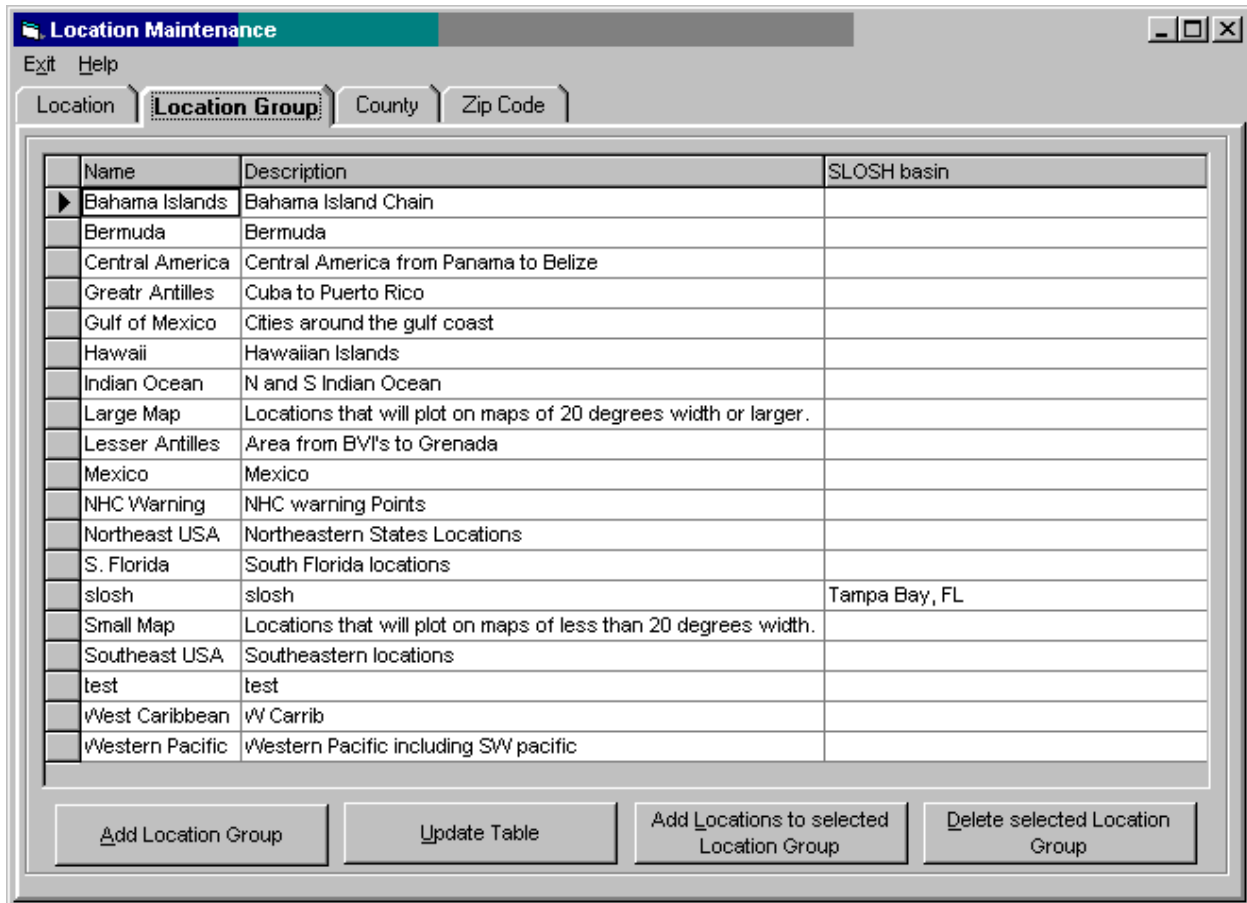 Location Maintenance
Exit Help
Location Location Group County Zip Code
Name Description SLOSH basin
Bahama Islands Bahama Island Chain
Bermuda Bermuda
Central America Central America from Panama to Belize
Greatr Antilles Cuba to Puerto Rico
Gulf of Mexico Cities around the gulf coast
Hawaii Hawaiian Islands
Indian Ocean N and S Indian Ocean
Large Map Locations that will plot on maps of 20 degrees width or larger.
Lesser Antilles Area from BVI's to Grenada
Mexico Mexico
NHC Warning NHC warning Points
Northeast USA Northeastern States Locations
S. Florida South Florida locations
slosh slosh Tampa Bay, FL
Small Map Locations that will plot on maps of less than 20 degrees width.
Southeast USA Southeastern locations
test test
West Caribbean W Carrib
Western Pacific Western Pacific including SW pacific
Add Location Group Update Table Add Locations to selected Location Group Delete selected Location Group